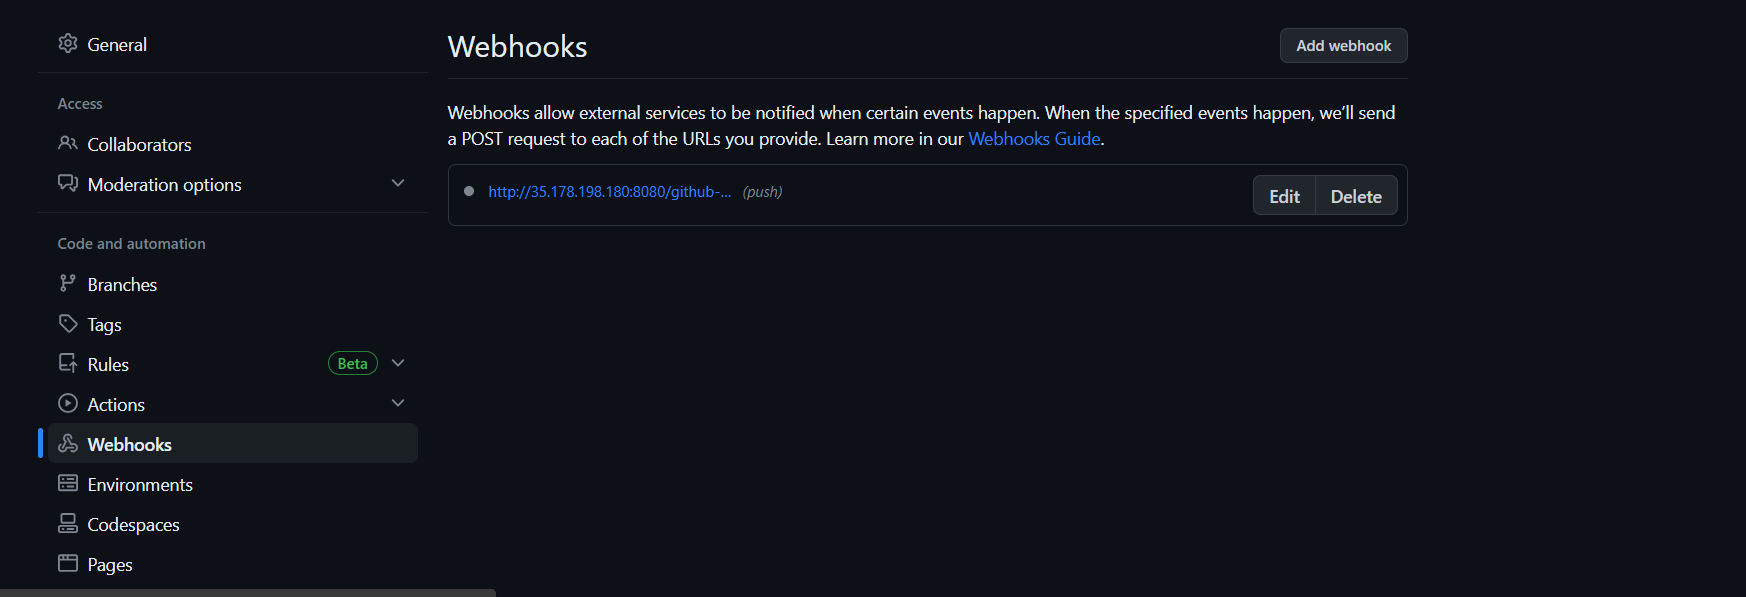 General
Access
Collaborators
Moderation options
Code and automation
Branches
Tags
Rules Beta
Actions
Webhooks
Environments
Codespaces
Pages
Webhooks
Add webhook
Webhooks allow external services to be notified when certain events happen. When the specified events happen, we’ll send
a POST request to each of the URLs you provide. Learn more in our Webhooks Guide.
http://35.178.198.180:8080/github-... (push)
Edit Delete